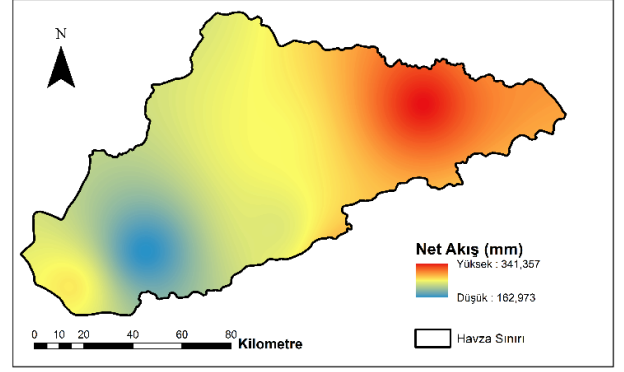 N
Net Akış (mm)
Yüksek : 341,357
Düşük : 162,973
Havza Sınırı
0 10 20 40 60 80
Kilometre